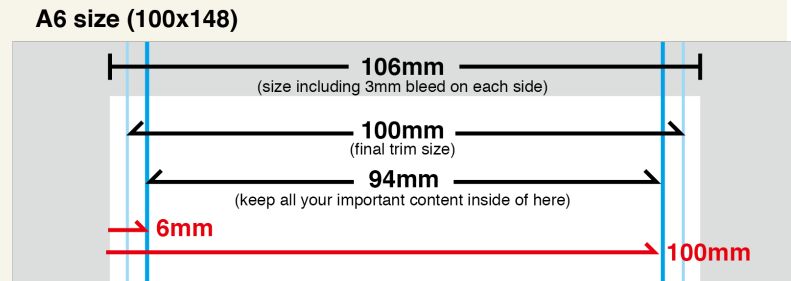 A6 size (100x148)
106mm
(size including 3mm bleed on each side)
100mm
(final trim size)
94mm
(keep all your important content inside of here)
6mm
100mm